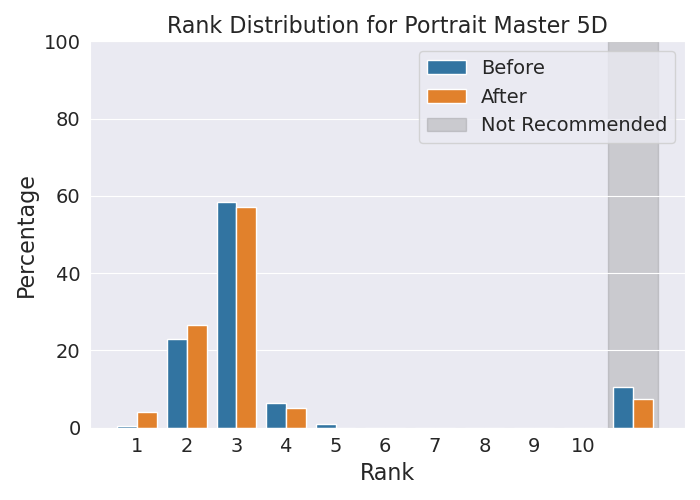 Rank Distribution for Portrait Master 5D
100
80
60
40
20
0
Percentage
Before
After
Not Recommended
1 2 3 4 5 6 7 8 9 10
Rank